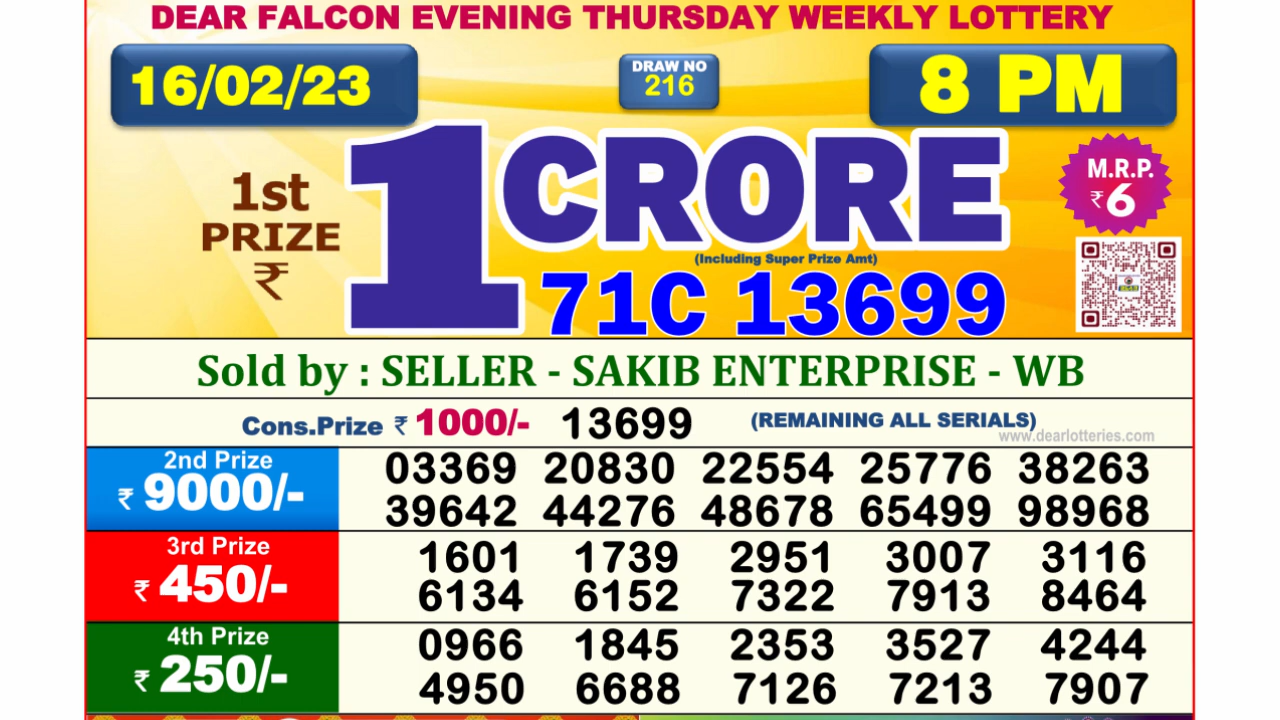 DEAR FALCON EVENING THURSDAY WEEKLY LOTTERY
16/02/23
DRAW NO
216
8 PM
1st
PRIZE
₹
1 CRORE
(Including Super Prize Amt)
71C 13699
M.R.P.
₹6
Sold by : SELLER - SAKIB ENTERPRISE - WB
Cons.Prize ₹ 1000/- 13699 (REMAINING ALL SERIALS)
www.dearlotteries.com
2nd Prize
₹ 9000/-
03369 20830 22554 25776 38263
39642 44276 48678 65499 98968
3rd Prize
₹ 450/-
1601 1739 2951 3007 3116
6134 6152 7322 7913 8464
4th Prize
₹ 250/-
0966 1845 2353 3527 4244
4950 6688 7126 7213 7907